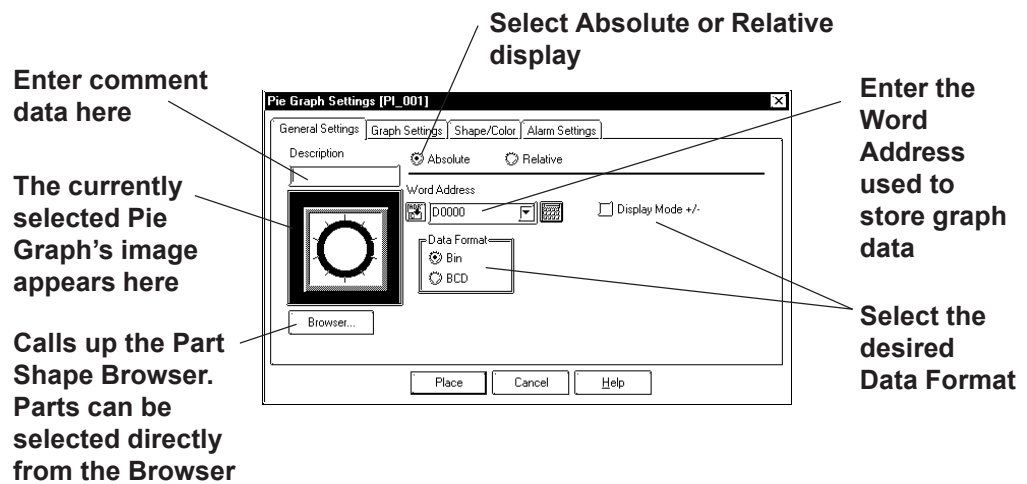 Select Absolute or Relative
display
Enter comment
data here
The currently
selected Pie
Graph's image
appears here
Calls up the Part
Shape Browser.
Parts can be
selected directly
from the Browser
Pie Graph Settings [PI_001]
General Settings Graph Settings Shape/Color Alarm Settings
Description
Absolute Relative
Word Address
D0000
Display Mode +/-
Data Format
Bin
BCD
Browser...
Place Cancel Help
Enter the
Word
Address
used to
store graph
data
Select the
desired
Data Format